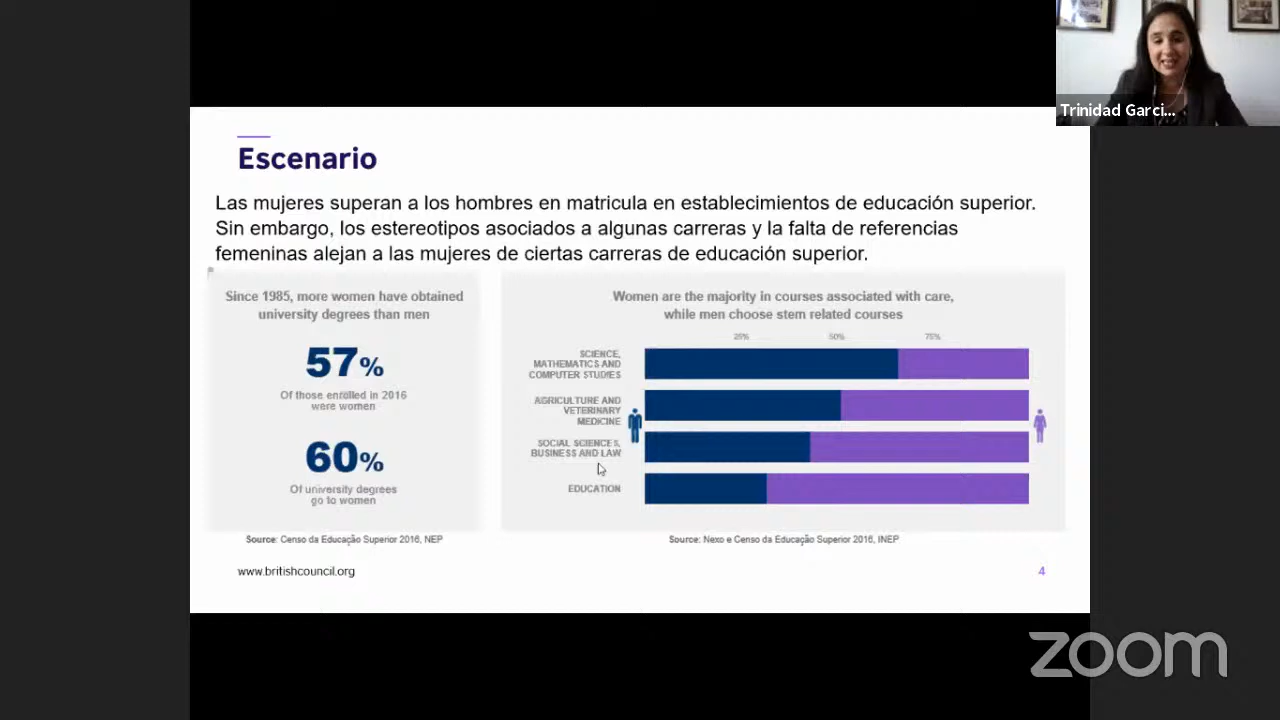 Trinidad Garci...
Escenario
Las mujeres superan a los hombres en matricula en establecimientos de educación superior.
Sin embargo, los estereotipos asociados a algunas carreras y la falta de referencias
femeninas alejan a las mujeres de ciertas carreras de educación superior.
Since 1985, more women have obtained
university degrees than men
57%
Of those enrolled in 2016
were women
60%
Of university degrees
go to women
Source: Censo da Educação Superior 2016, NEP
Women are the majority in courses associated with care,
while men choose stem related courses
25% 50% 75%
SCIENCE,
MATHEMATICS AND
COMPUTER STUDIES
AGRICULTURE AND
VETERINARY
MEDICINE
SOCIAL SCIENCES,
BUSINESS AND LAW
EDUCATION
Source: Nexo e Censo da Educação Superior 2016, INEP
www.britishcouncil.org
4
zoom